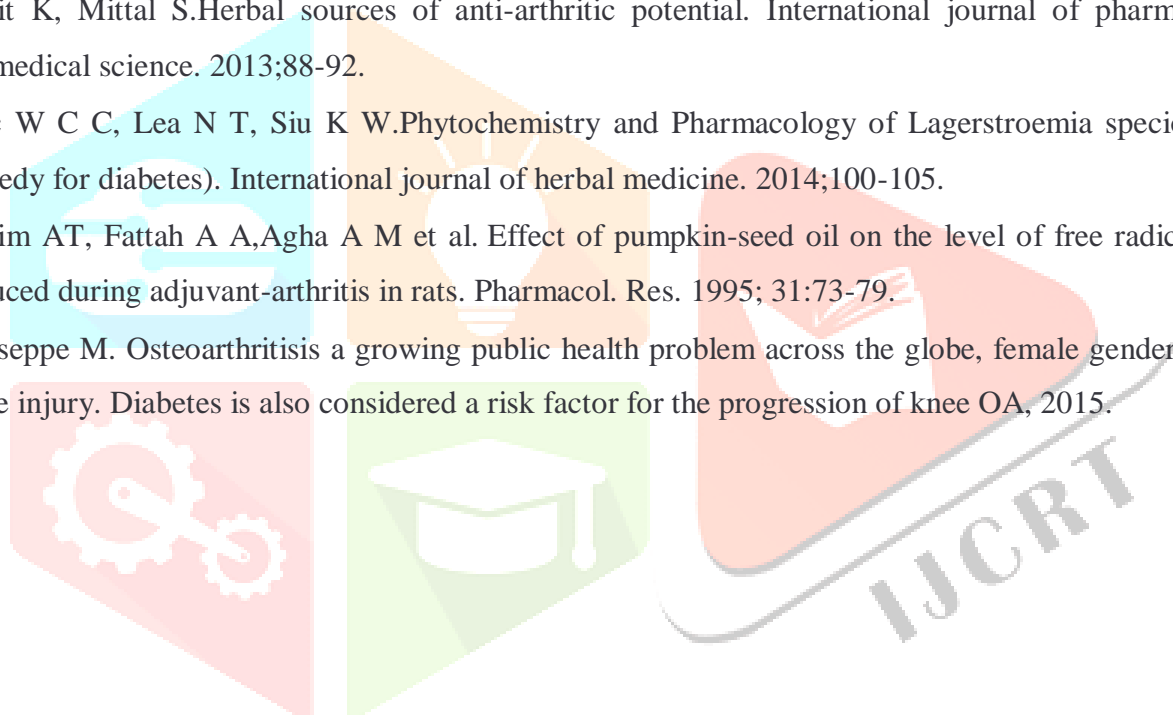 it K, Mittal S.Herbal sources of anti-arthritic potential. International journal of pharm
medical science. 2013;88-92.
W C C, Lea N T, Siu K W.Phytochemistry and Pharmacology of Lagerstroemia speci
edy for diabetes). International journal of herbal medicine. 2014;100-105.
im AT, Fattah A A,Agha A M et al. Effect of pumpkin-seed oil on the level of free radic
uced during adjuvant-arthritis in rats. Pharmacol. Res. 1995; 31:73-79.
seppe M. Osteoarthritisis a growing public health problem across the globe, female gender
e injury. Diabetes is also considered a risk factor for the progression of knee OA, 2015.
IJCRT